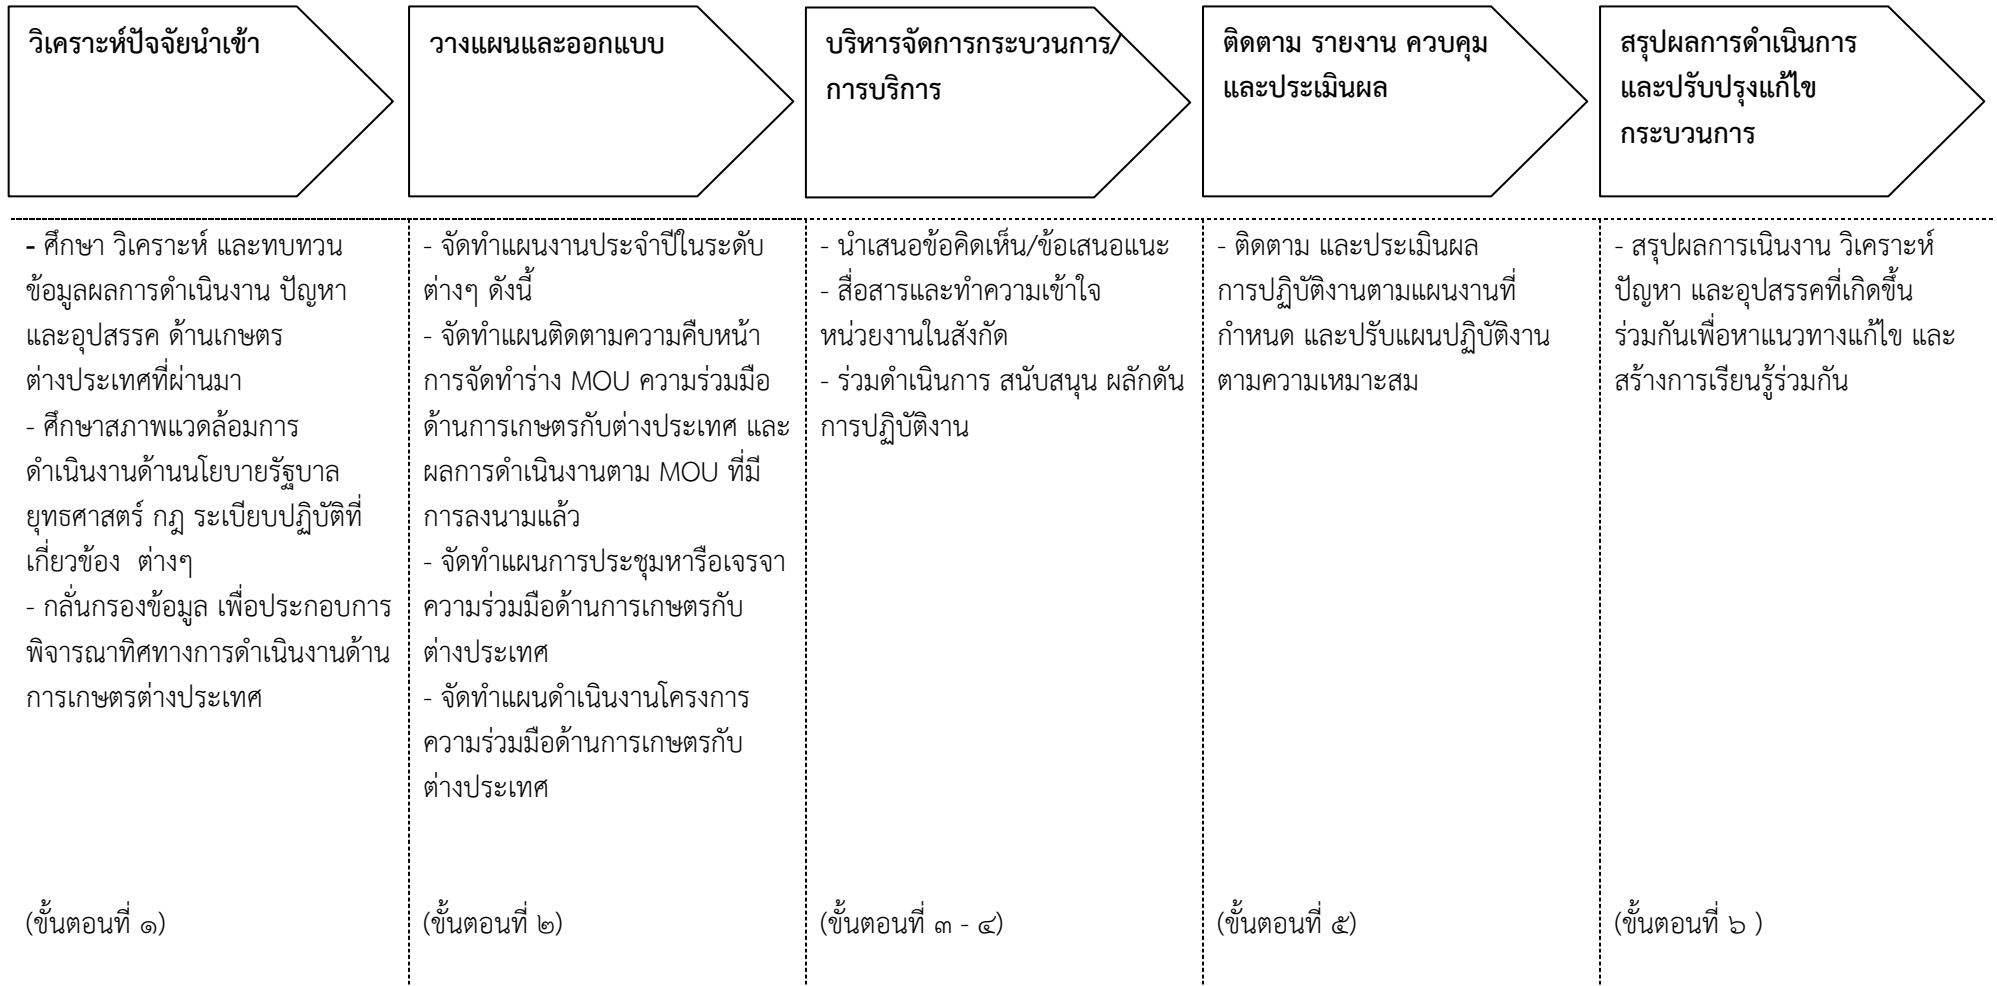 วิเคราะห์ปัจจัยนำเข้า
วางแผนและออกแบบ
บริหารจัดการกระบวนการ/
การบริการ
ติดตาม รายงาน ควบคุม
และประเมินผล
สรุปผลการดำเนินการ
และปรับปรุงแก้ไข
กระบวนการ
- ศึกษา วิเคราะห์ และทบทวน
ข้อมูลผลการดำเนินงาน ปัญหา
และอุปสรรค ด้านเกษตร
ต่างประเทศที่ผ่านมา
- ศึกษาสภาพแวดล้อมการ
ดำเนินงานด้านนโยบายรัฐบาล
ยุทธศาสตร์ กฎ ระเบียบปฏิบัติที่
เกี่ยวข้อง ต่างๆ
- กลั่นกรองข้อมูล เพื่อประกอบการ
พิจารณาทิศทางการดำเนินงานด้าน
การเกษตรต่างประเทศ
(ขั้นตอนที่ ๑)
- จัดทำแผนงานประจำปีในระดับ
ต่างๆ ดังนี้
- จัดทำแผนติดตามความคืบหน้า
การจัดทำร่าง MOU ความร่วมมือ
ด้านการเกษตรกับต่างประเทศ และ
ผลการดำเนินงานตาม MOU ที่มี
การลงนามแล้ว
- จัดทำแผนการประชุมหารือเจรจา
ความร่วมมือด้านการเกษตรกับ
ต่างประเทศ
- จัดทำแผนดำเนินงานโครงการ
ความร่วมมือด้านการเกษตรกับ
ต่างประเทศ
(ขั้นตอนที่ ๒)
- นำเสนอข้อคิดเห็น/ข้อเสนอแนะ
- สื่อสารและทำความเข้าใจ
หน่วยงานในสังกัด
- ร่วมดำเนินการ สนับสนุน ผลักดัน
การปฏิบัติงาน
(ขั้นตอนที่ ๓ - ๔)
- ติดตาม และประเมินผล
การปฏิบัติงานตามแผนงานที่
กำหนด และปรับแผนปฏิบัติงาน
ตามความเหมาะสม
(ขั้นตอนที่ ๕)
- สรุปผลการเนินงาน วิเคราะห์
ปัญหา และอุปสรรคที่เกิดขึ้น
ร่วมกันเพื่อหาแนวทางแก้ไข และ
สร้างการเรียนรู้ร่วมกัน
(ขั้นตอนที่ ๖ )